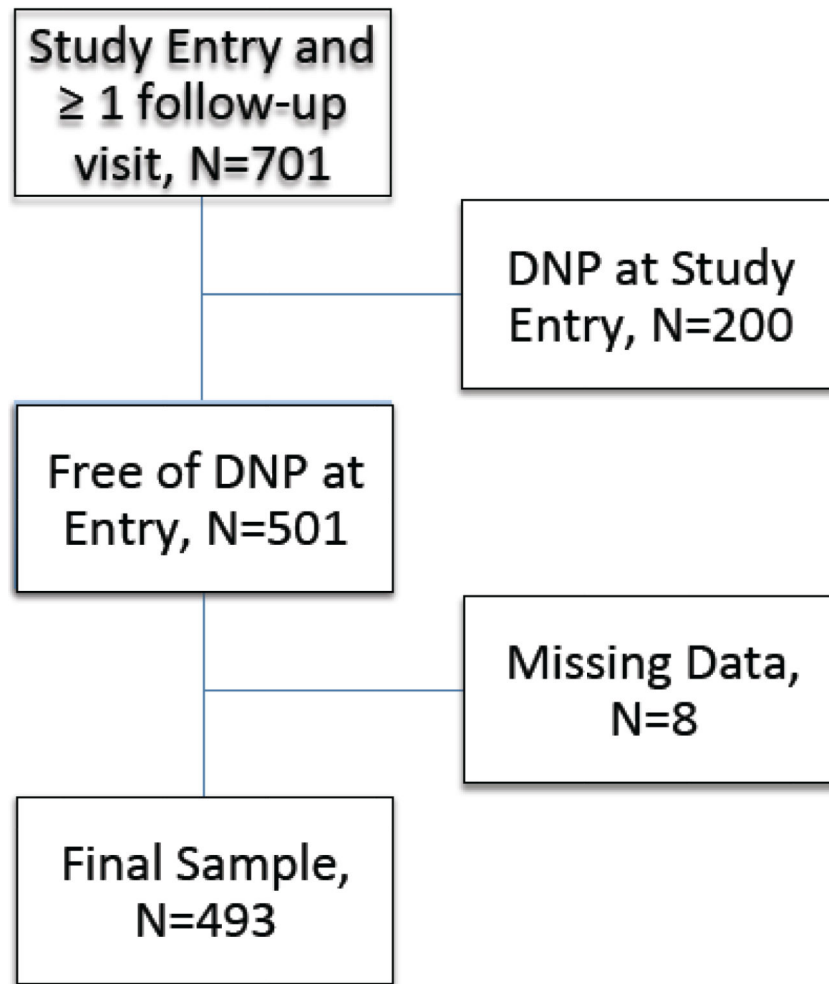 Study Entry and
≥ 1 follow-up
visit, N=701
DNP at Study
Entry, N=200
Free of DNP at
Entry, N=501
Missing Data,
N=8
Final Sample,
N=493